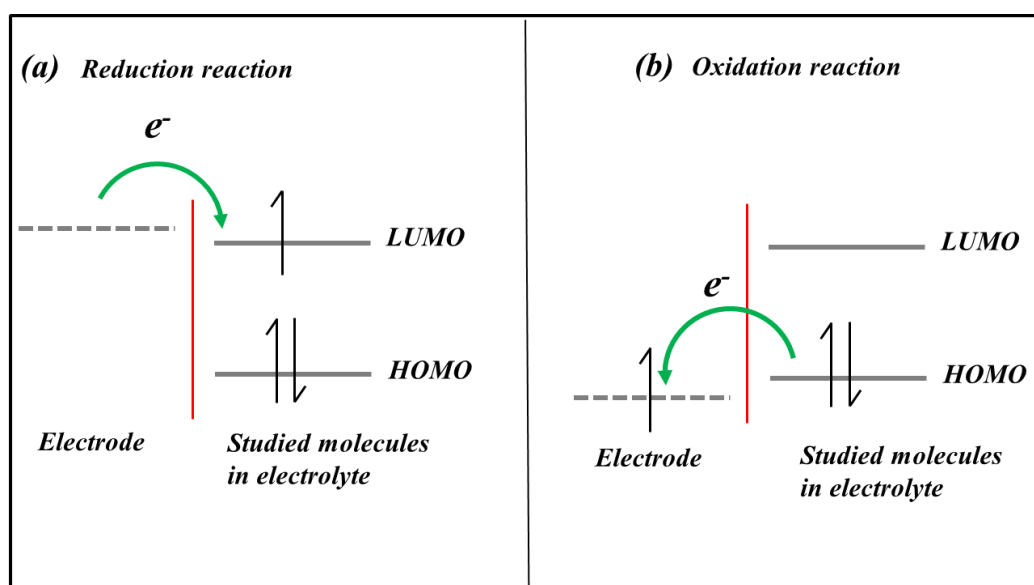 (a) Reduction reaction
e-
LUMO
HOMO
Electrode
Studied molecules
in electrolyte
(b) Oxidation reaction
LUMO
e-
HOMO
Electrode
Studied molecules
in electrolyte